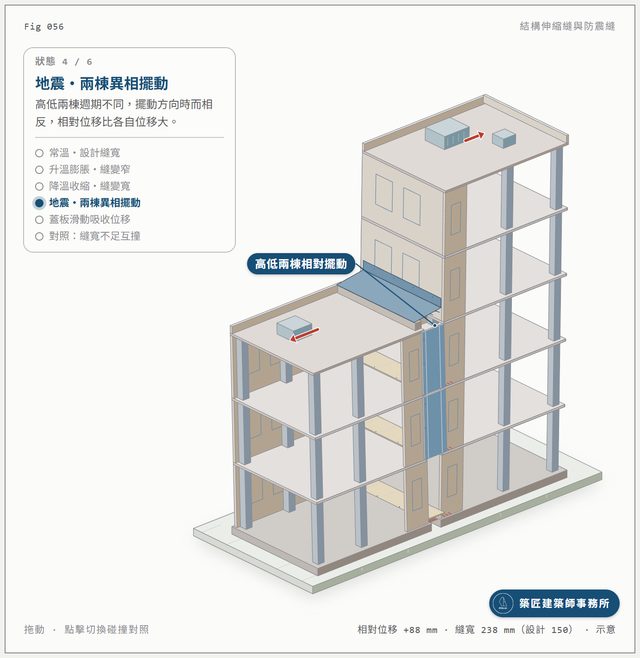 Fig 056
結構伸縮縫與防震縫
狀態 4 / 6
地震・兩棟異相擺動
高低兩棟週期不同，擺動方向時而相
反，相對位移比各自位移大。
常溫・設計縫寬
升溫膨脹・縫變窄
降溫收縮・縫變寬
地震・兩棟異相擺動
蓋板滑動吸收位移
對照：縫寬不足互撞
高低兩棟相對擺動
築匠建築師事務所
拖動 · 點擊切換碰撞對照
相對位移 +88 mm · 縫寬 238 mm（設計 150） · 示意